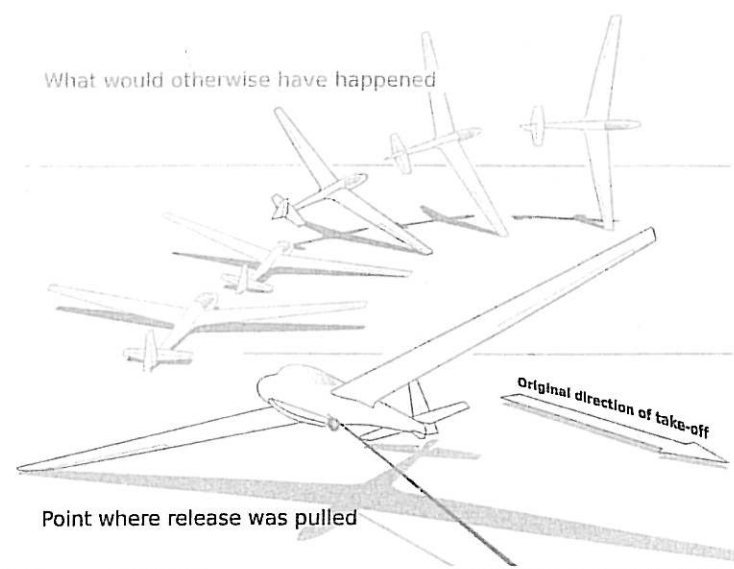 What would otherwise have happened
Original direction of take-off
Point where release was pulled